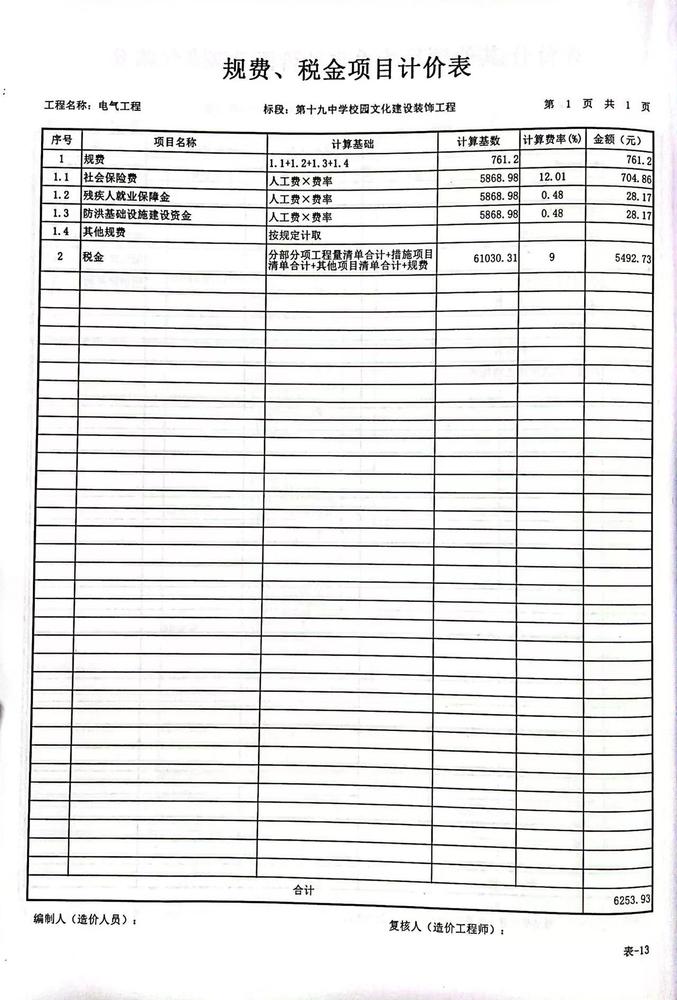 规费、税金项目计价表
工程名称：电气工程 标段：第十九中学校园文化建设装饰工程 第 1 页 共 1 页
序号 项目名称 计算基础 计算基数 计算费率(%) 金额（元）
1 规费 1.1+1.2+1.3+1.4 761.2 761.2
1.1 社会保险费 人工费×费率 5868.98 12.01 704.86
1.2 残疾人就业保障金 人工费×费率 5868.98 0.48 28.17
1.3 防洪基础设施建设资金 人工费×费率 5868.98 0.48 28.17
1.4 其他规费 按规定计取
2 税金 分部分项工程量清单合计+措施项目
清单合计+其他项目清单合计+规费 61030.31 9 5492.73
合计 6253.93
编制人（造价人员）： 复核人（造价工程师）：
表-13